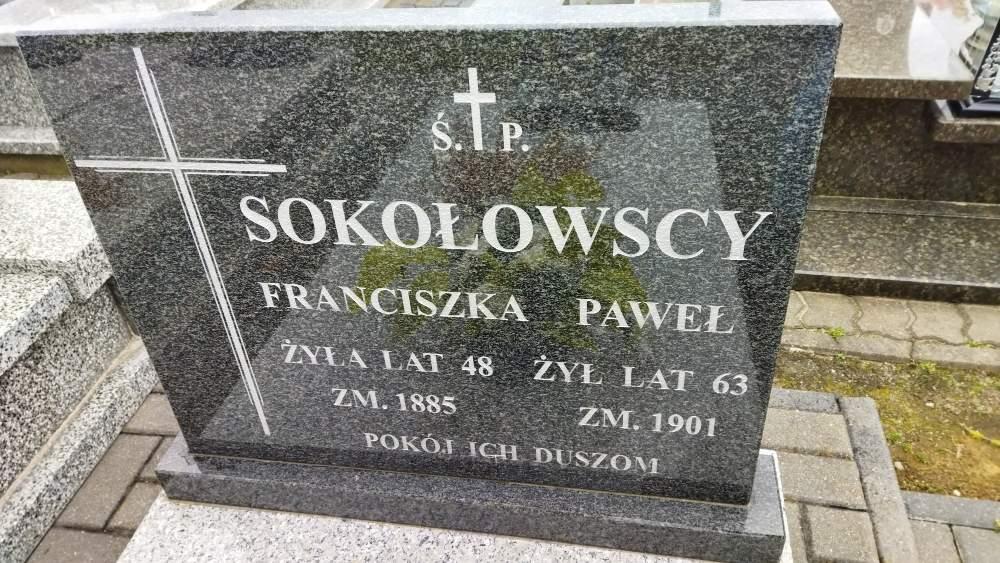 Ś. P.
SOKOŁOWSCY
FRANCISZKA PAWEŁ
ŻYŁA LAT 48 ŻYŁ LAT 63
ZM. 1885 ZM. 1901
POKÓJ ICH DUSZOM